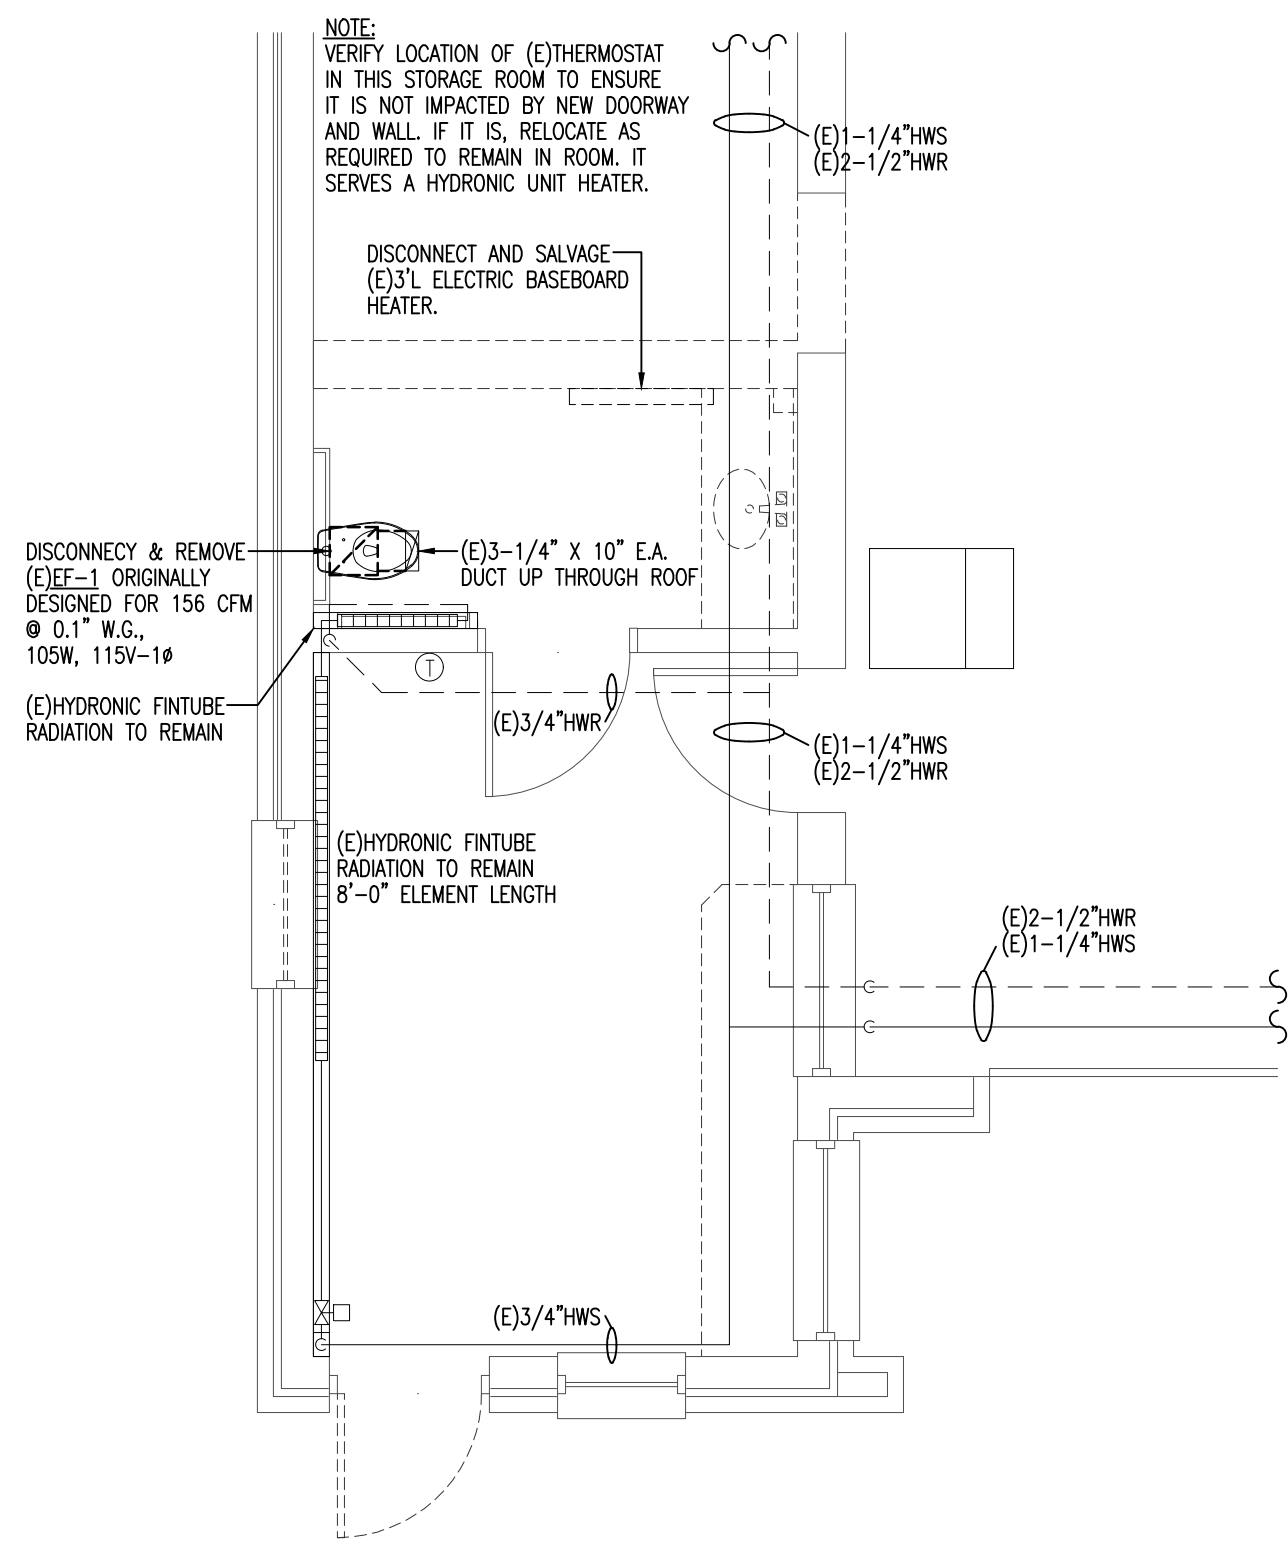 NOTE:
VERIFY LOCATION OF (E)THERMOSTAT
IN THIS STORAGE ROOM TO ENSURE
IT IS NOT IMPACTED BY NEW DOORWAY
AND WALL. IF IT IS, RELOCATE AS
REQUIRED TO REMAIN IN ROOM. IT
SERVES A HYDRONIC UNIT HEATER.
(E)1-1/4"HWS
(E)2-1/2"HWR
DISCONNECT AND SALVAGE
(E)3'L ELECTRIC BASEBOARD
HEATER.
DISCONNECY & REMOVE
(E)EF-1 ORIGINALLY
DESIGNED FOR 156 CFM
@ 0.1" W.G.,
105W, 115V-1ø
(E)3-1/4" X 10" E.A.
DUCT UP THROUGH ROOF
(E)HYDRONIC FINTUBE
RADIATION TO REMAIN
T
(E)3/4"HWR
(E)1-1/4"HWS
(E)2-1/2"HWR
(E)HYDRONIC FINTUBE
RADIATION TO REMAIN
8'-0" ELEMENT LENGTH
(E)2-1/2"HWR
(E)1-1/4"HWS
(E)3/4"HWS